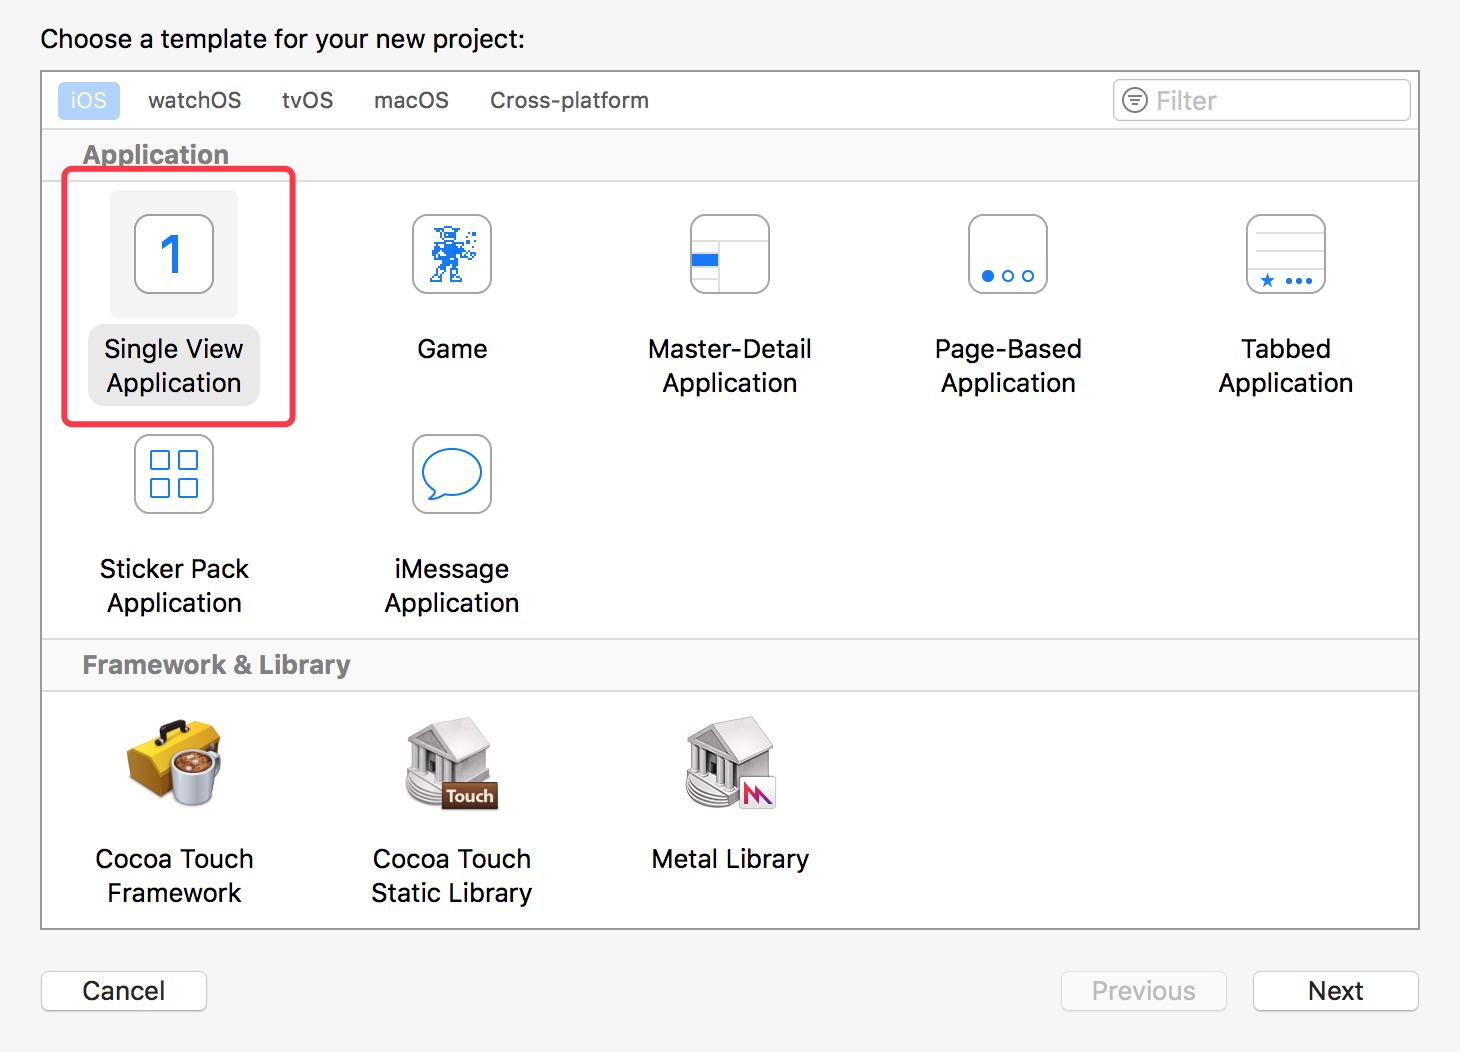 Choose a template for your new project:
iOS watchOS tvOS macOS Cross-platform Filter
Application
1
Single View Application
Game
Master-Detail Application
Page-Based Application
Tabbed Application
Sticker Pack Application
iMessage Application
Framework & Library
Touch
Cocoa Touch Framework
Cocoa Touch Static Library
Metal Library
Cancel Previous Next